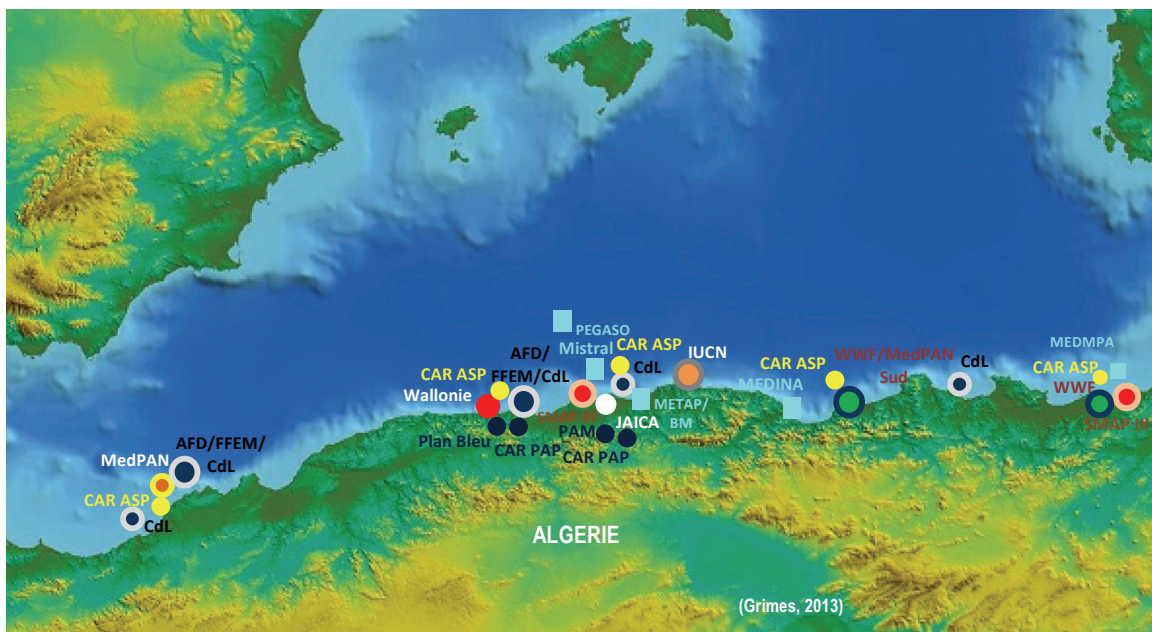 PEGASO
Mistral
CAR ASP
CdL
IUCN
AFD/
FFEM/CdL
CAR ASP
Wallonie
SMAP III
METAP/
BM
JAICA
PAM
CAR PAP
Plan Bleu
CAR PAP
MEDINA
CAR ASP
WWF/MedPAN
Sud
CdL
MEDMPA
CAR ASP
WWF
SMAP III
AFD/FFEM/
CdL
MedPAN
CAR ASP
CdL
ALGERIE
(Grimes, 2013)